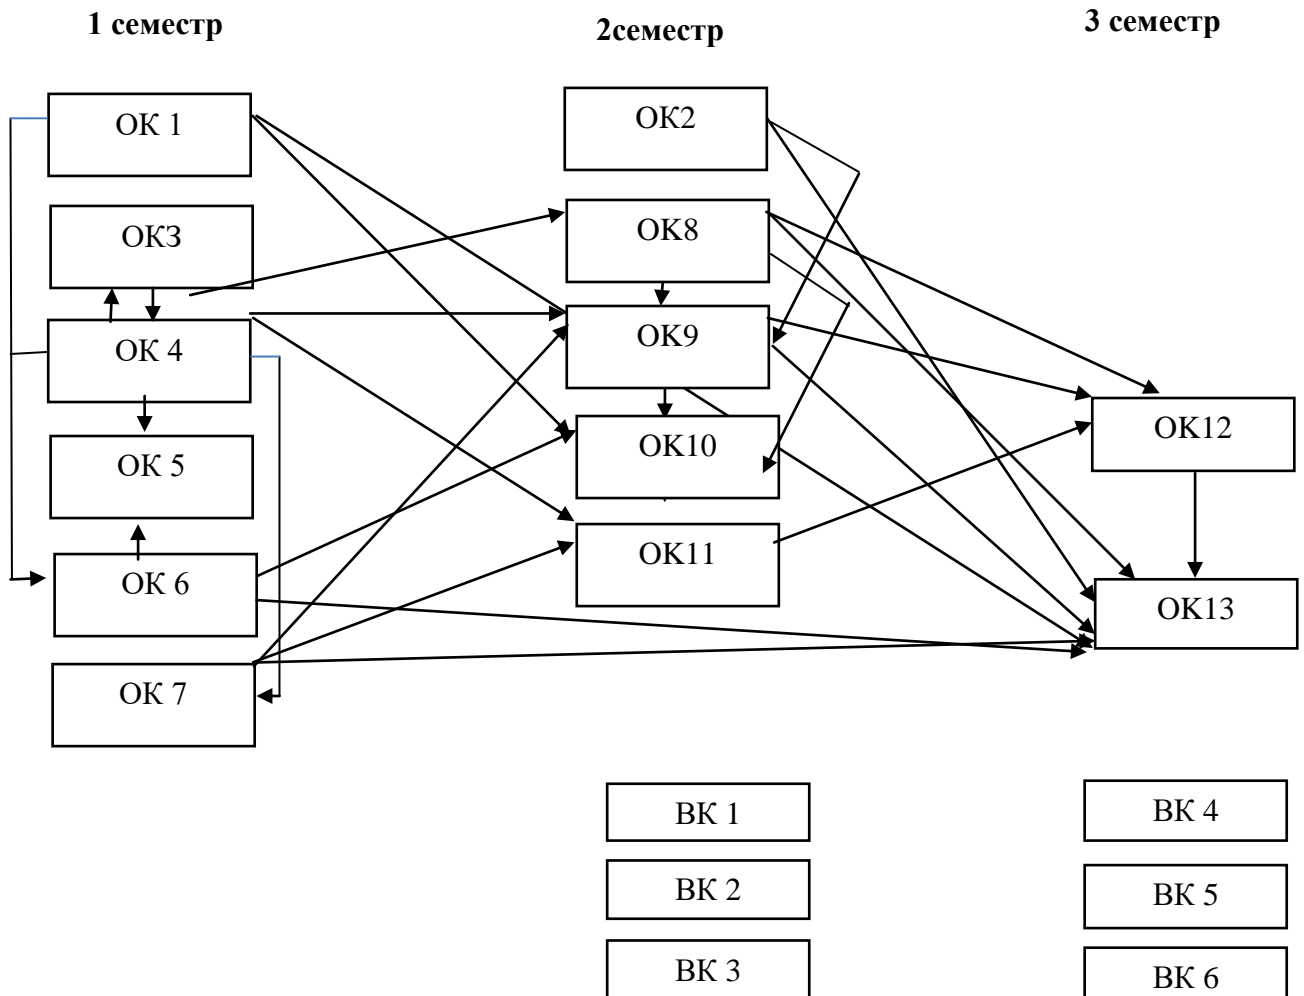 1 семестр
2семестр
3 семестр
ОК 1
ОК3
ОК 4
ОК 5
ОК 6
ОК 7
ОК2
ОК8
ОК9
ОК10
ОК11
ОК12
ОК13
ВК 1
ВК 2
ВК 3
ВК 4
ВК 5
ВК 6